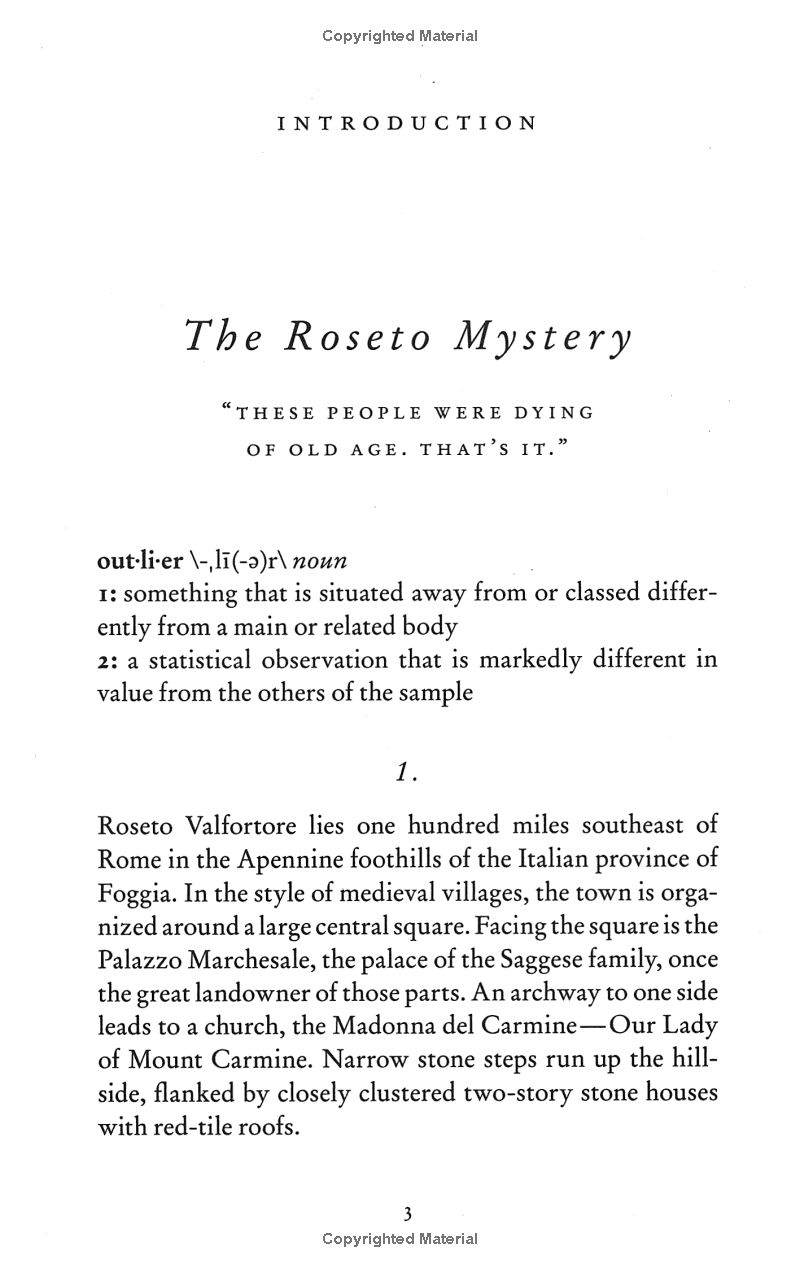 Copyrighted Material
INTRODUCTION
The Roseto Mystery
“THESE PEOPLE WERE DYING
OF OLD AGE. THAT’S IT.”
out·li·er \-ˌlī(-ə)r\ noun
1: something that is situated away from or classed differ-
ently from a main or related body
2: a statistical observation that is markedly different in
value from the others of the sample
1.
Roseto Valfortore lies one hundred miles southeast of
Rome in the Apennine foothills of the Italian province of
Foggia. In the style of medieval villages, the town is orga-
nized around a large central square. Facing the square is the
Palazzo Marchesale, the palace of the Saggese family, once
the great landowner of those parts. An archway to one side
leads to a church, the Madonna del Carmine—Our Lady
of Mount Carmine. Narrow stone steps run up the hill-
side, flanked by closely clustered two-story stone houses
with red-tile roofs.
3
Copyrighted Material